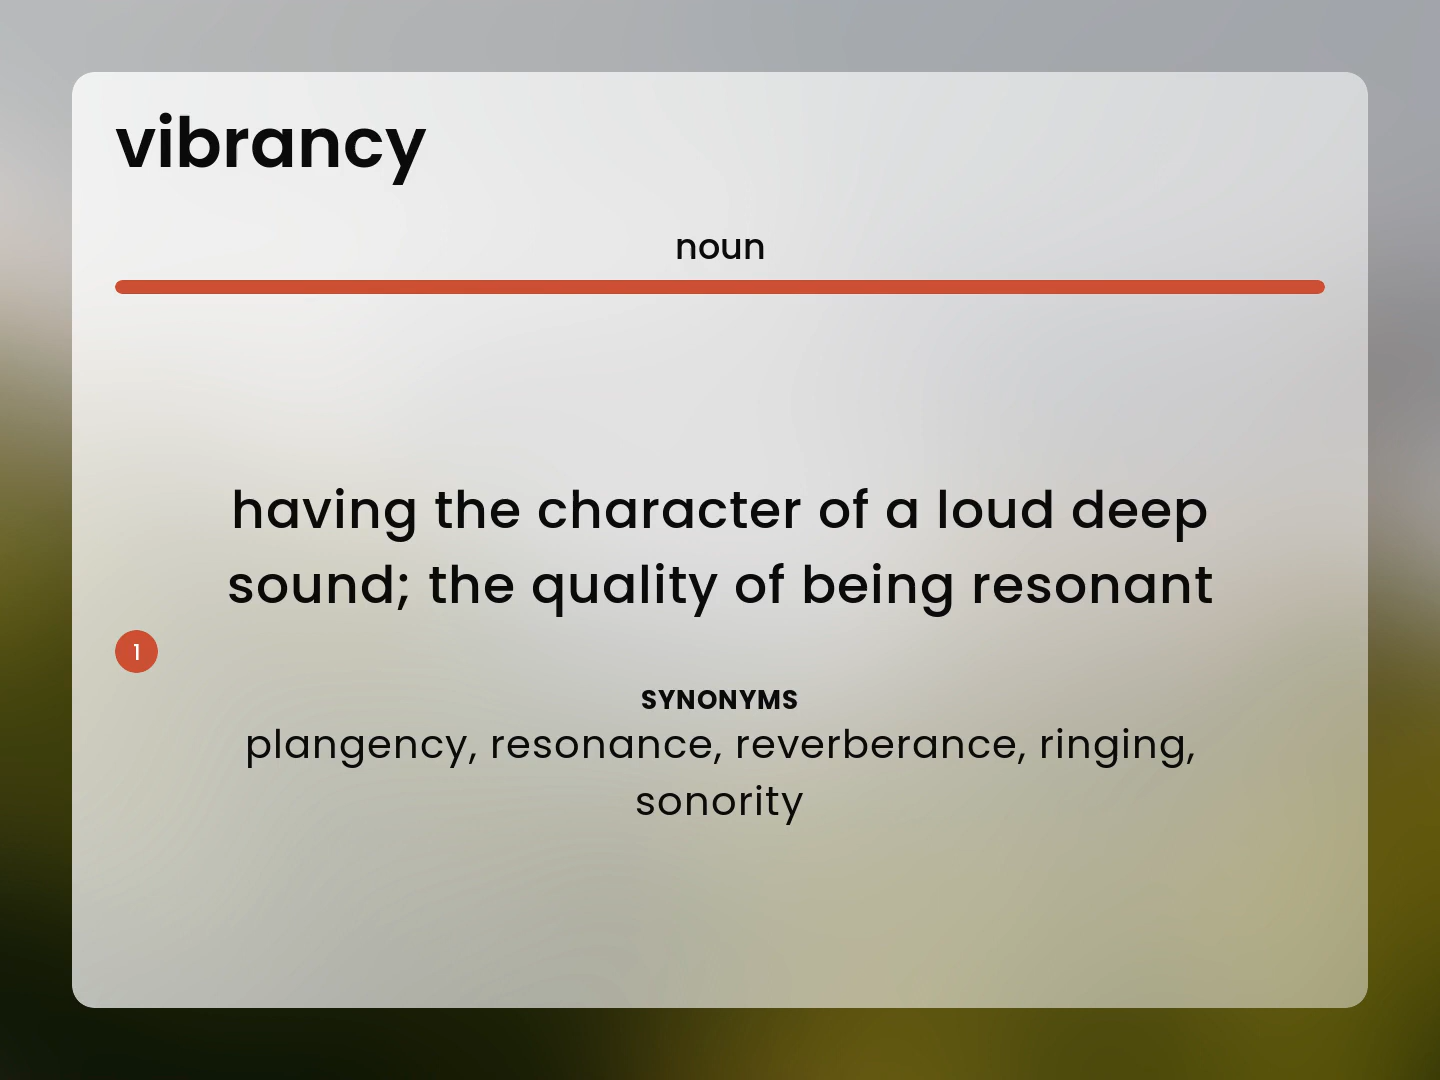 vibrancy
noun
having the character of a loud deep
sound; the quality of being resonant
1
SYNONYMS
plangency, resonance, reverberance, ringing,
sonority